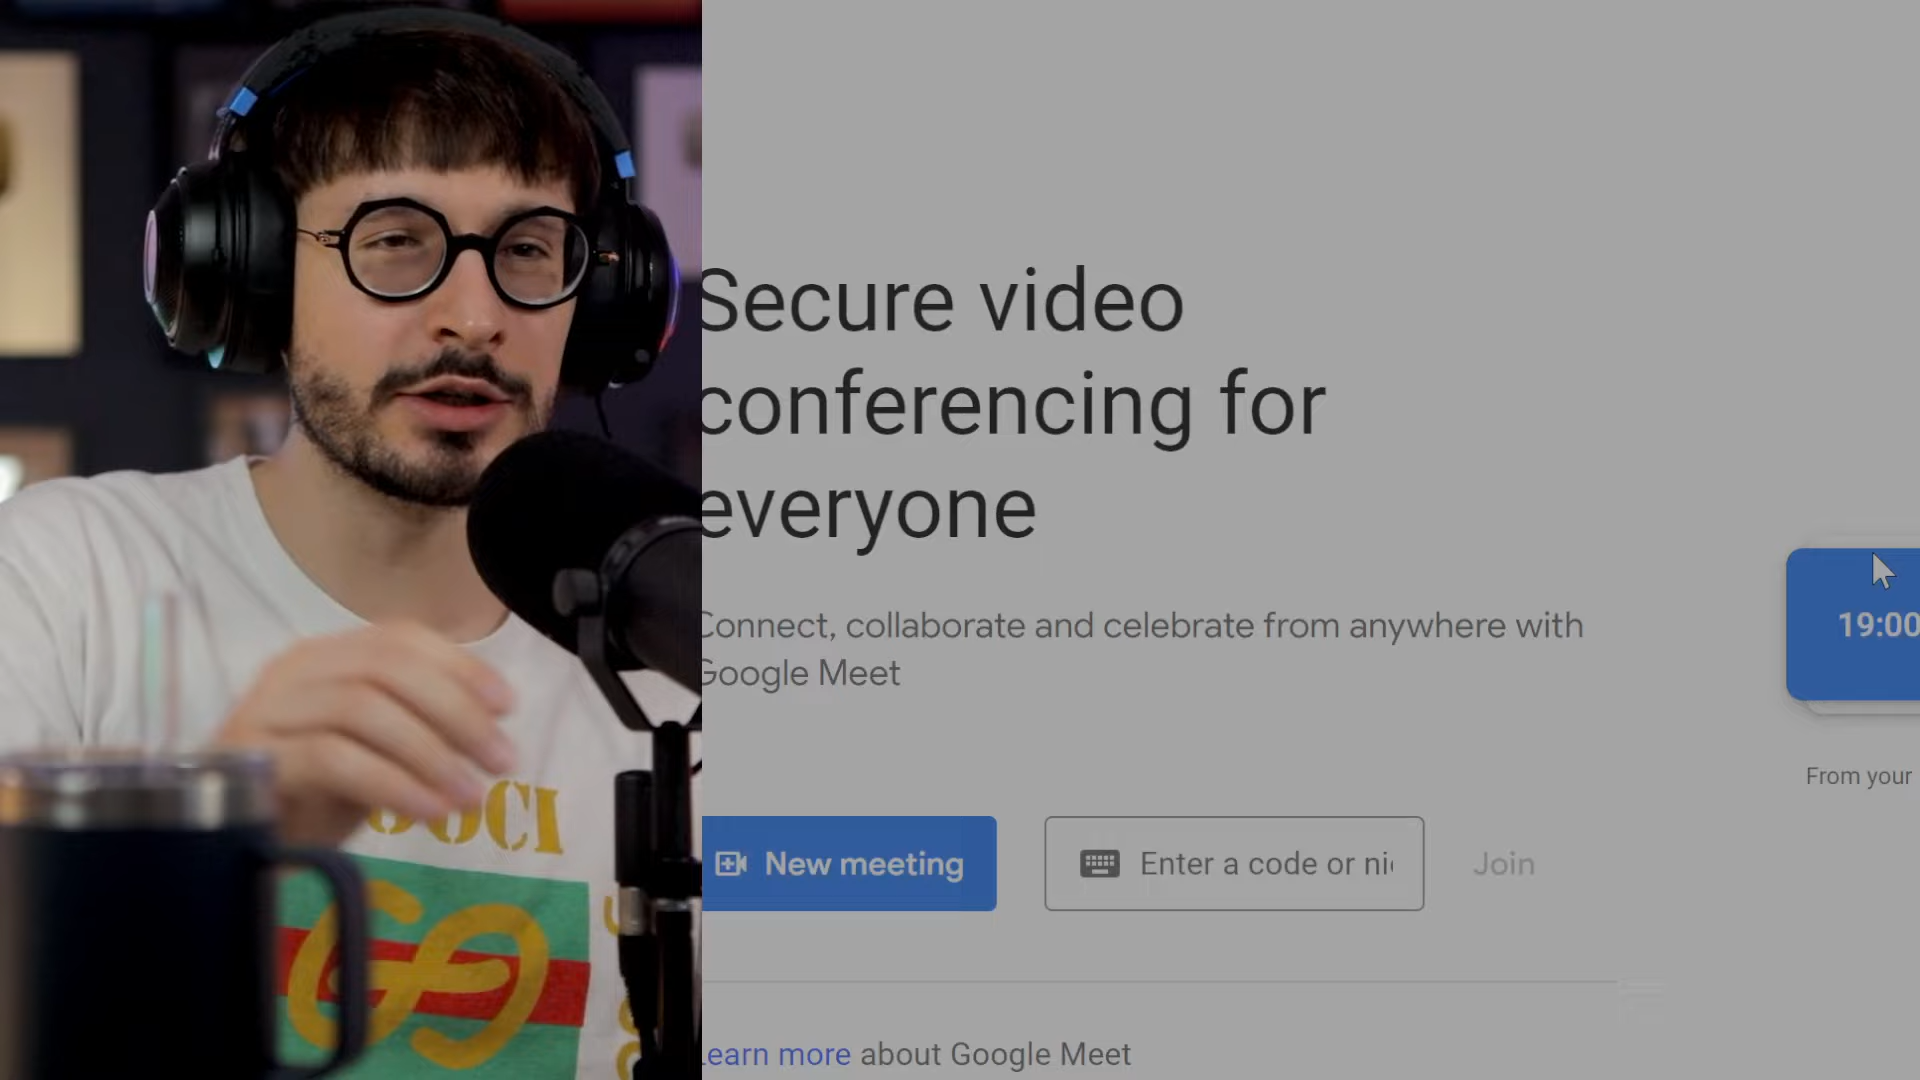 Secure video
conferencing for
everyone
Connect, collaborate and celebrate from anywhere with
Google Meet
19:00
From your
New meeting
Enter a code or ni
Join
Learn more about Google Meet